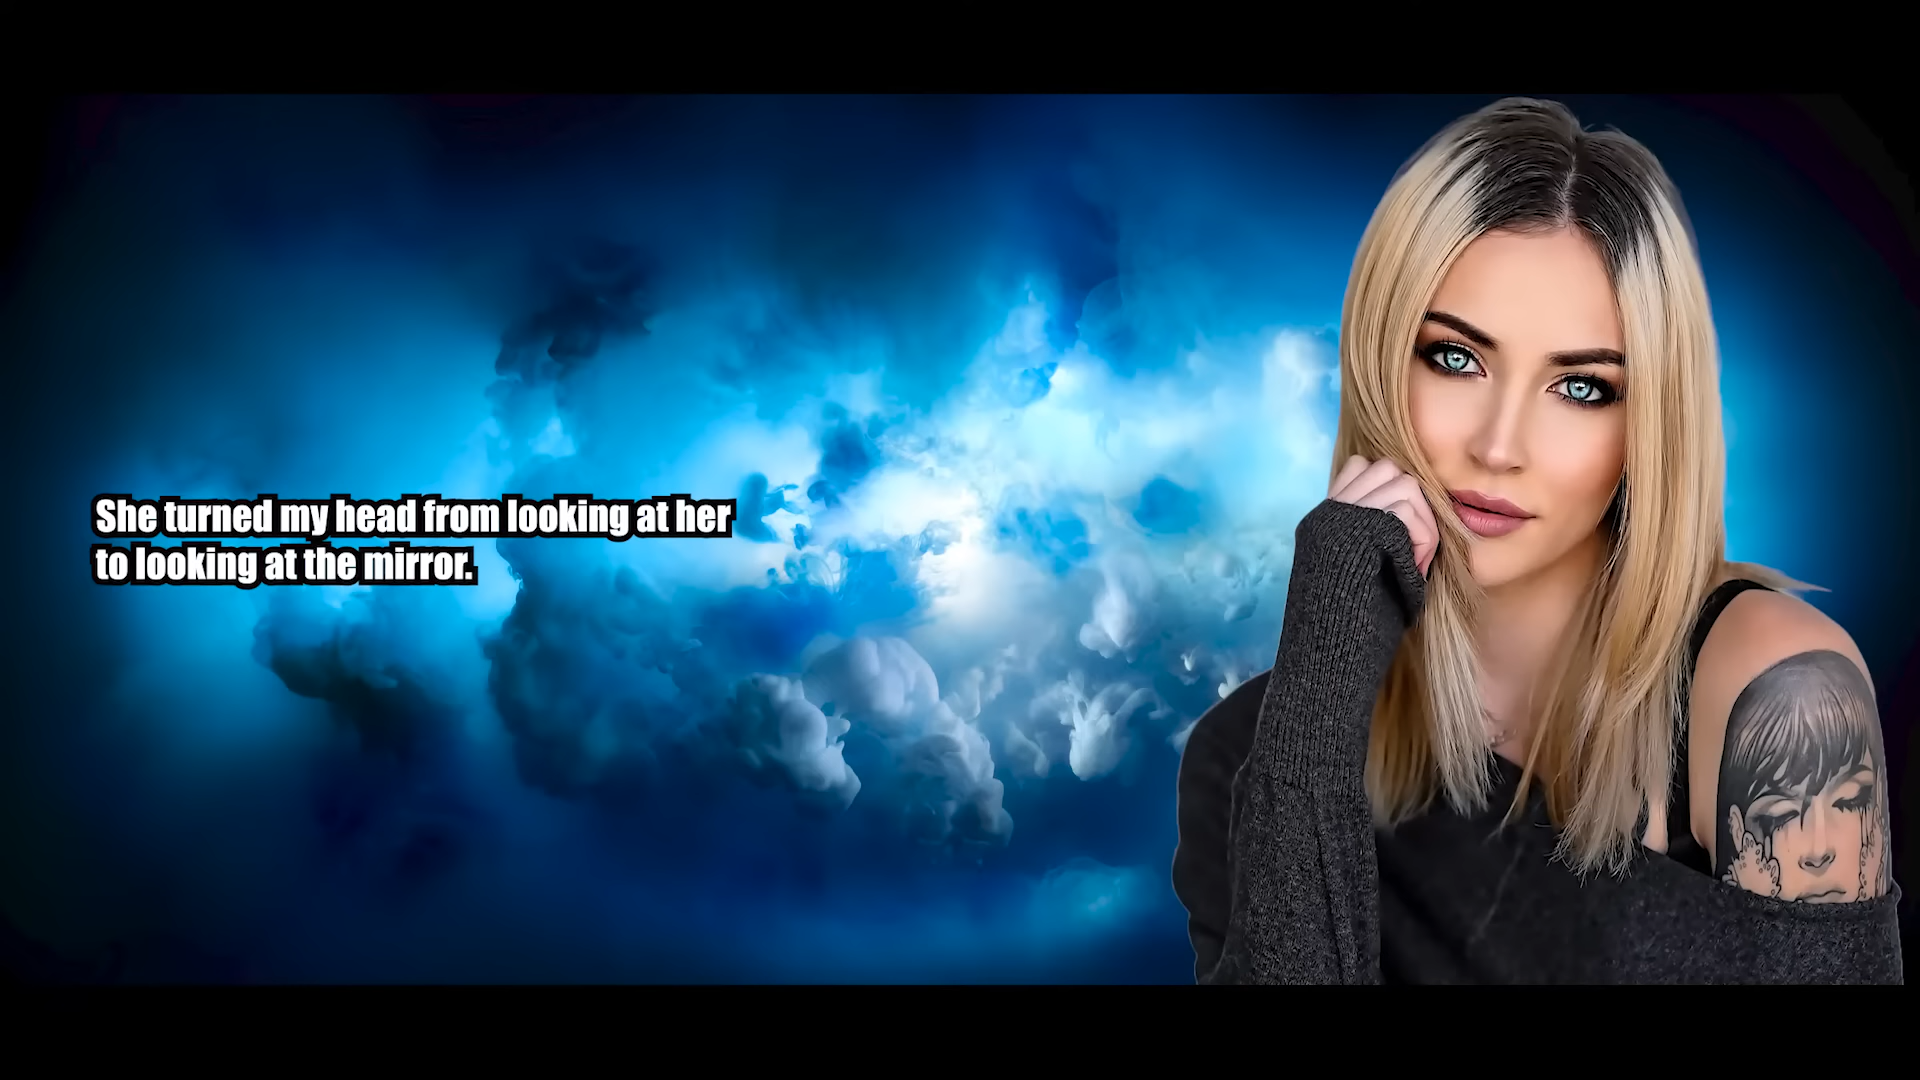 She turned my head from looking at her
to looking at the mirror.